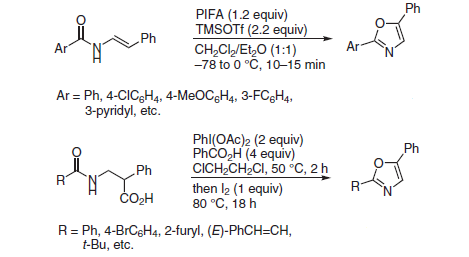 PIFA (1.2 equiv)
TMSOTf (2.2 equiv)
CH₂Cl₂/Et₂O (1:1)
–78 to 0 °C, 10–15 min
O
Ar
N
H
Ph
O
Ph
Ar
N
Ar = Ph, 4-ClC₆H₄, 4-MeOC₆H₄, 3-FC₆H₄,
3-pyridyl, etc.
PhI(OAc)₂ (2 equiv)
PhCO₂H (4 equiv)
ClCH₂CH₂Cl, 50 °C, 2 h
then I₂ (1 equiv)
80 °C, 18 h
O
R
N
H
Ph
CO₂H
O
Ph
R
N
R = Ph, 4-BrC₆H₄, 2-furyl, (E)-PhCH=CH,
t-Bu, etc.